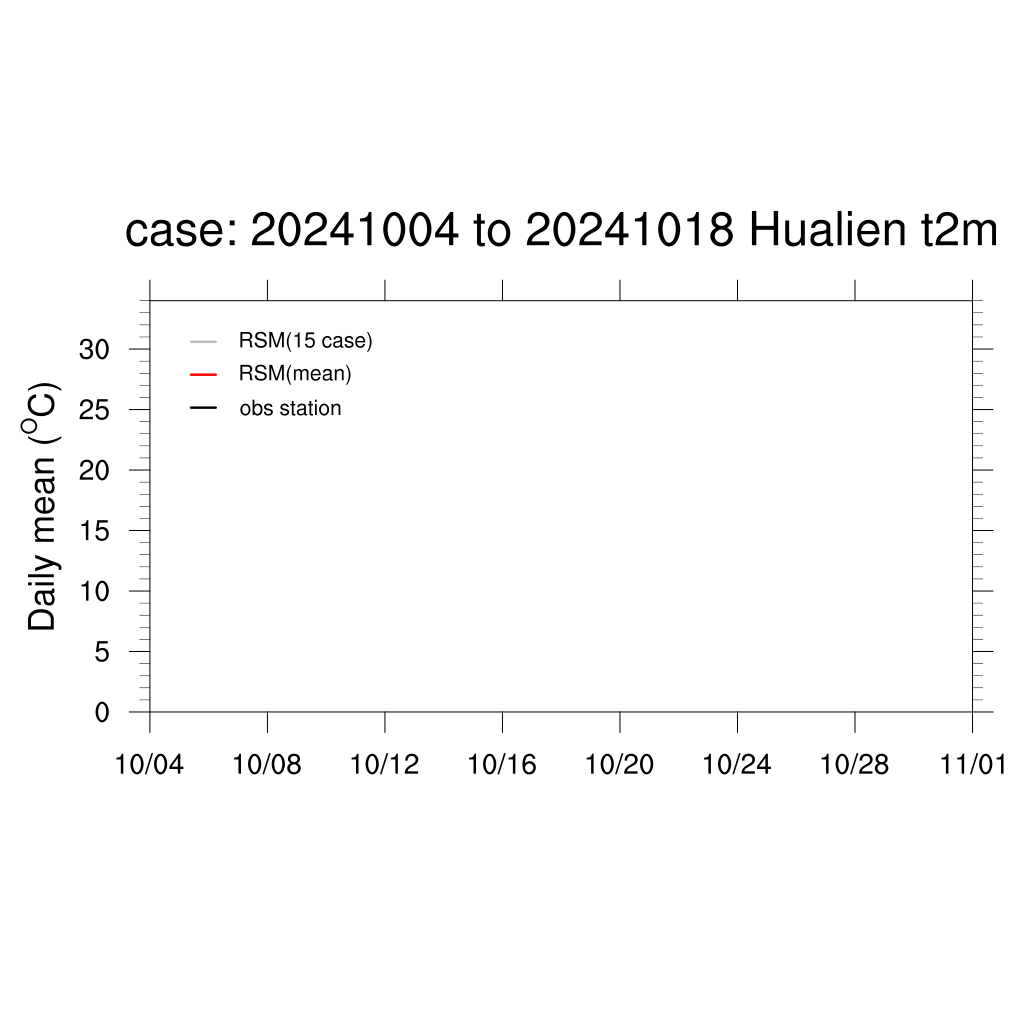 case: 20241004 to 20241018 Hualien t2m
RSM(15 case)
RSM(mean)
obs station
Daily mean (°C)
30
25
20
15
10
5
0
10/04 10/08 10/12 10/16 10/20 10/24 10/28 11/01